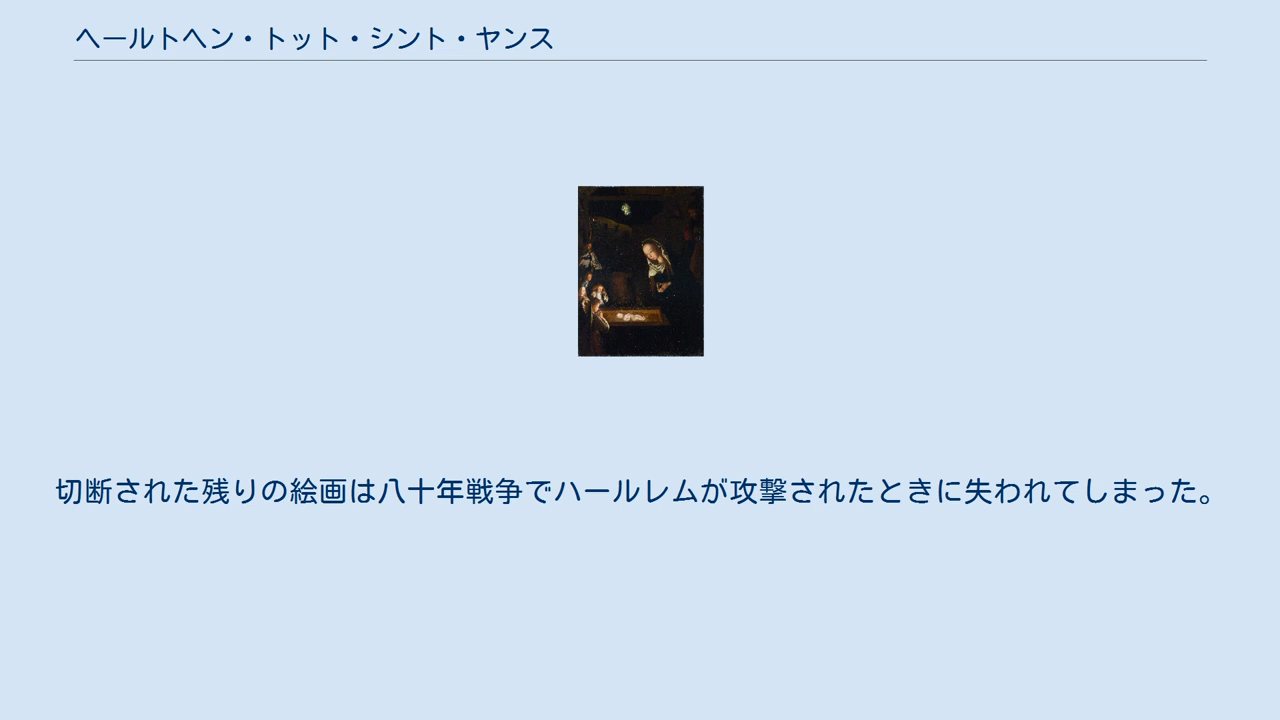 ヘールトヘン・トット・シント・ヤンス
切断された残りの絵画は八十年戦争でハールレムが攻撃されたときに失われてしまった。